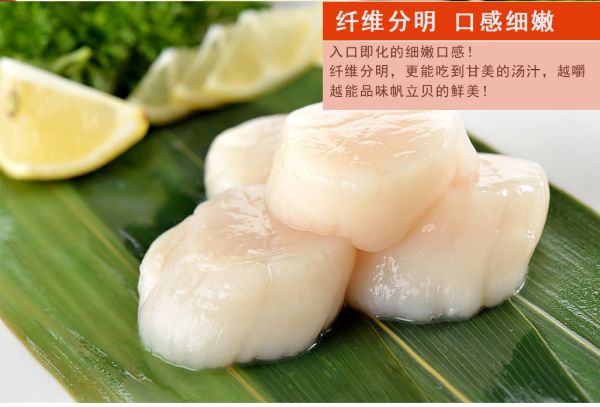 纤维分明 口感细嫩
入口即化的细嫩口感！
纤维分明，更能吃到甘美的汤汁，越嚼
越能品味帆立贝的鲜美！